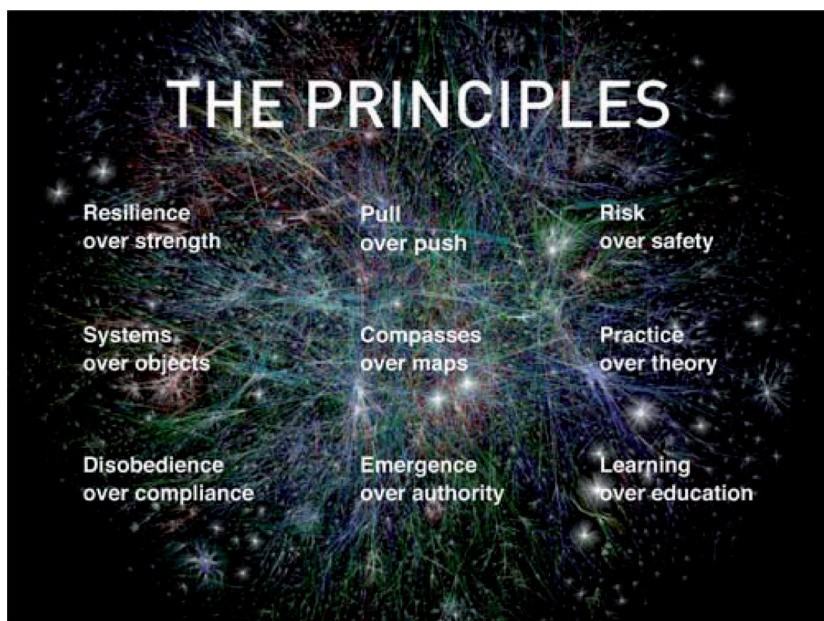 THE PRINCIPLES
Resilience
over strength
Pull
over push
Risk
over safety
Systems
over objects
Compasses
over maps
Practice
over theory
Disobedience
over compliance
Emergence
over authority
Learning
over education